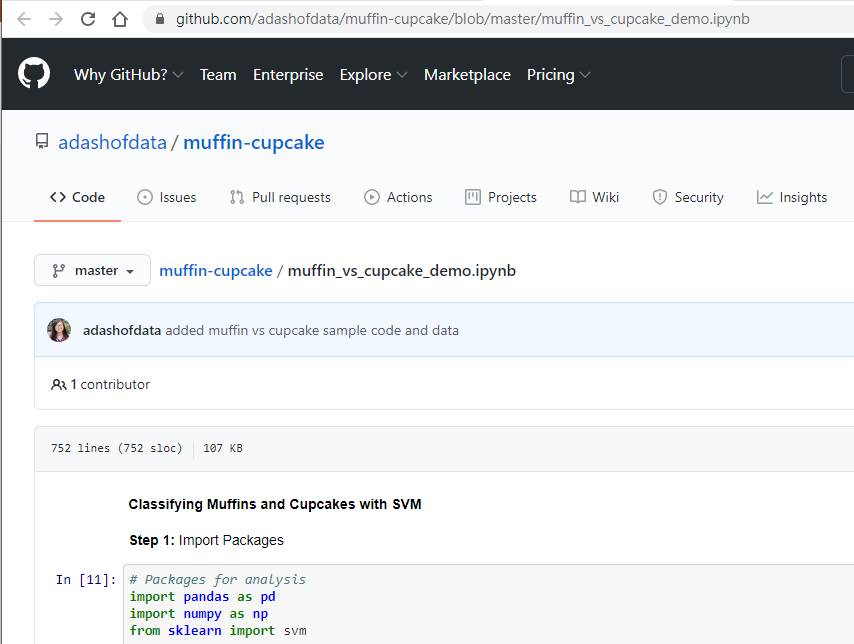 github.com/adashofdata/muffin-cupcake/blob/master/muffin_vs_cupcake_demo.ipynb
Why GitHub? Team Enterprise Explore Marketplace Pricing
adashofdata / muffin-cupcake
Code Issues Pull requests Actions Projects Wiki Security Insights
master muffin-cupcake / muffin_vs_cupcake_demo.ipynb
adashofdata added muffin vs cupcake sample code and data
1 contributor
752 lines (752 sloc) 107 KB
Classifying Muffins and Cupcakes with SVM
Step 1: Import Packages
In [11]: # Packages for analysis
import pandas as pd
import numpy as np
from sklearn import svm